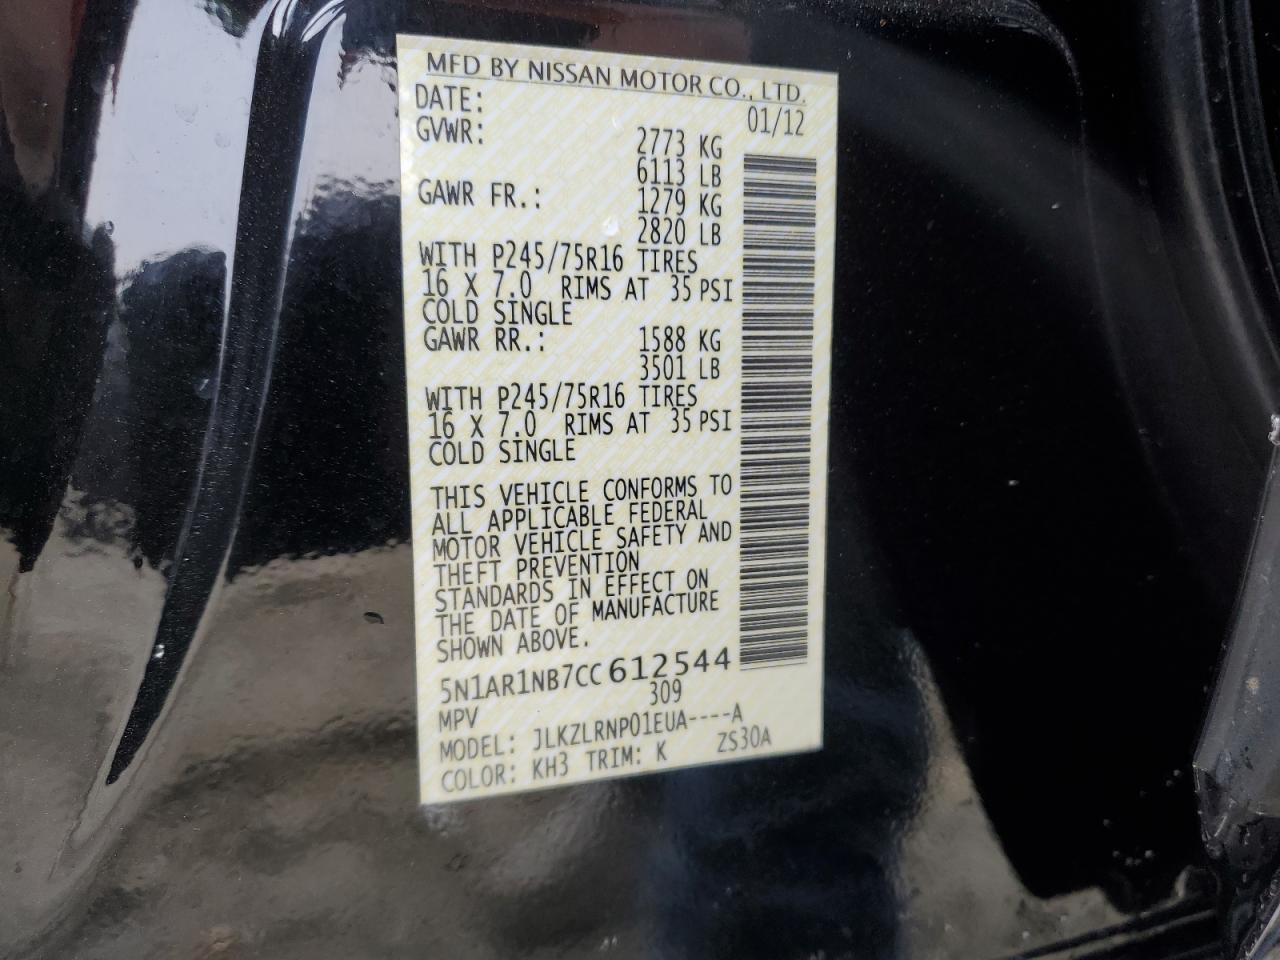 MFD BY NISSAN MOTOR CO., LTD.
DATE: 01/12
GVWR: 2773 KG
6113 LB
GAWR FR.: 1279 KG
2820 LB
WITH P245/75R16 TIRES
16 X 7.0 RIMS AT 35 PSI
COLD SINGLE
GAWR RR.: 1588 KG
3501 LB
WITH P245/75R16 TIRES
16 X 7.0 RIMS AT 35 PSI
COLD SINGLE
THIS VEHICLE CONFORMS TO
ALL APPLICABLE FEDERAL
MOTOR VEHICLE SAFETY AND
THEFT PREVENTION
STANDARDS IN EFFECT ON
THE DATE OF MANUFACTURE
SHOWN ABOVE.
5N1AR1NB7CC612544
MPV 309
MODEL: JLKZLRNP01EUA----A
COLOR: KH3 TRIM: K ZS30A